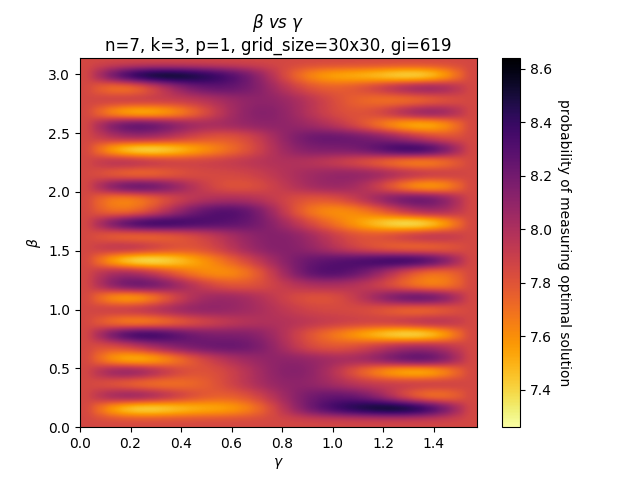 β vs γ
n=7, k=3, p=1, grid_size=30x30, gi=619
3.0
2.5
2.0
1.5
1.0
0.5
0.0
β
0.0 0.2 0.4 0.6 0.8 1.0 1.2 1.4
γ
8.6
8.4
8.2
8.0
7.8
7.6
7.4
probability of measuring optimal solution